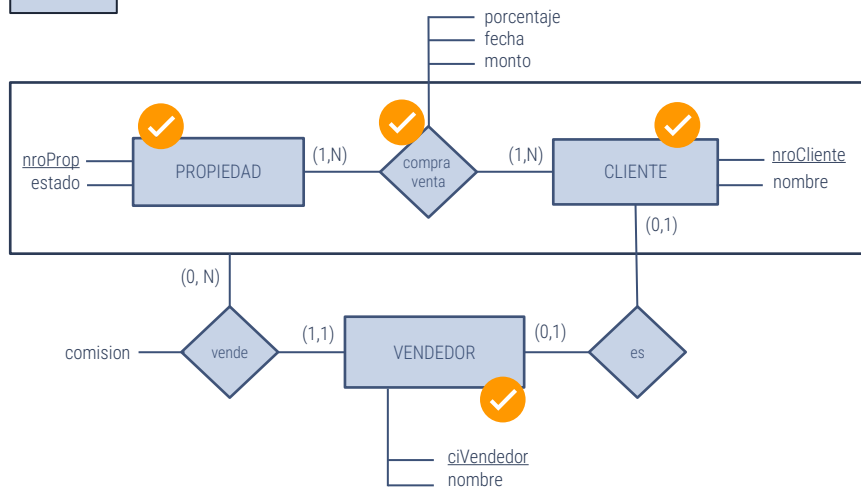 porcentaje
fecha
monto
nroProp
estado
PROPIEDAD
(1,N)
compra
venta
(1,N)
CLIENTE
nroCliente
nombre
(0,1)
(0, N)
comision
vende
(1,1)
VENDEDOR
(0,1)
es
ciVendedor
nombre